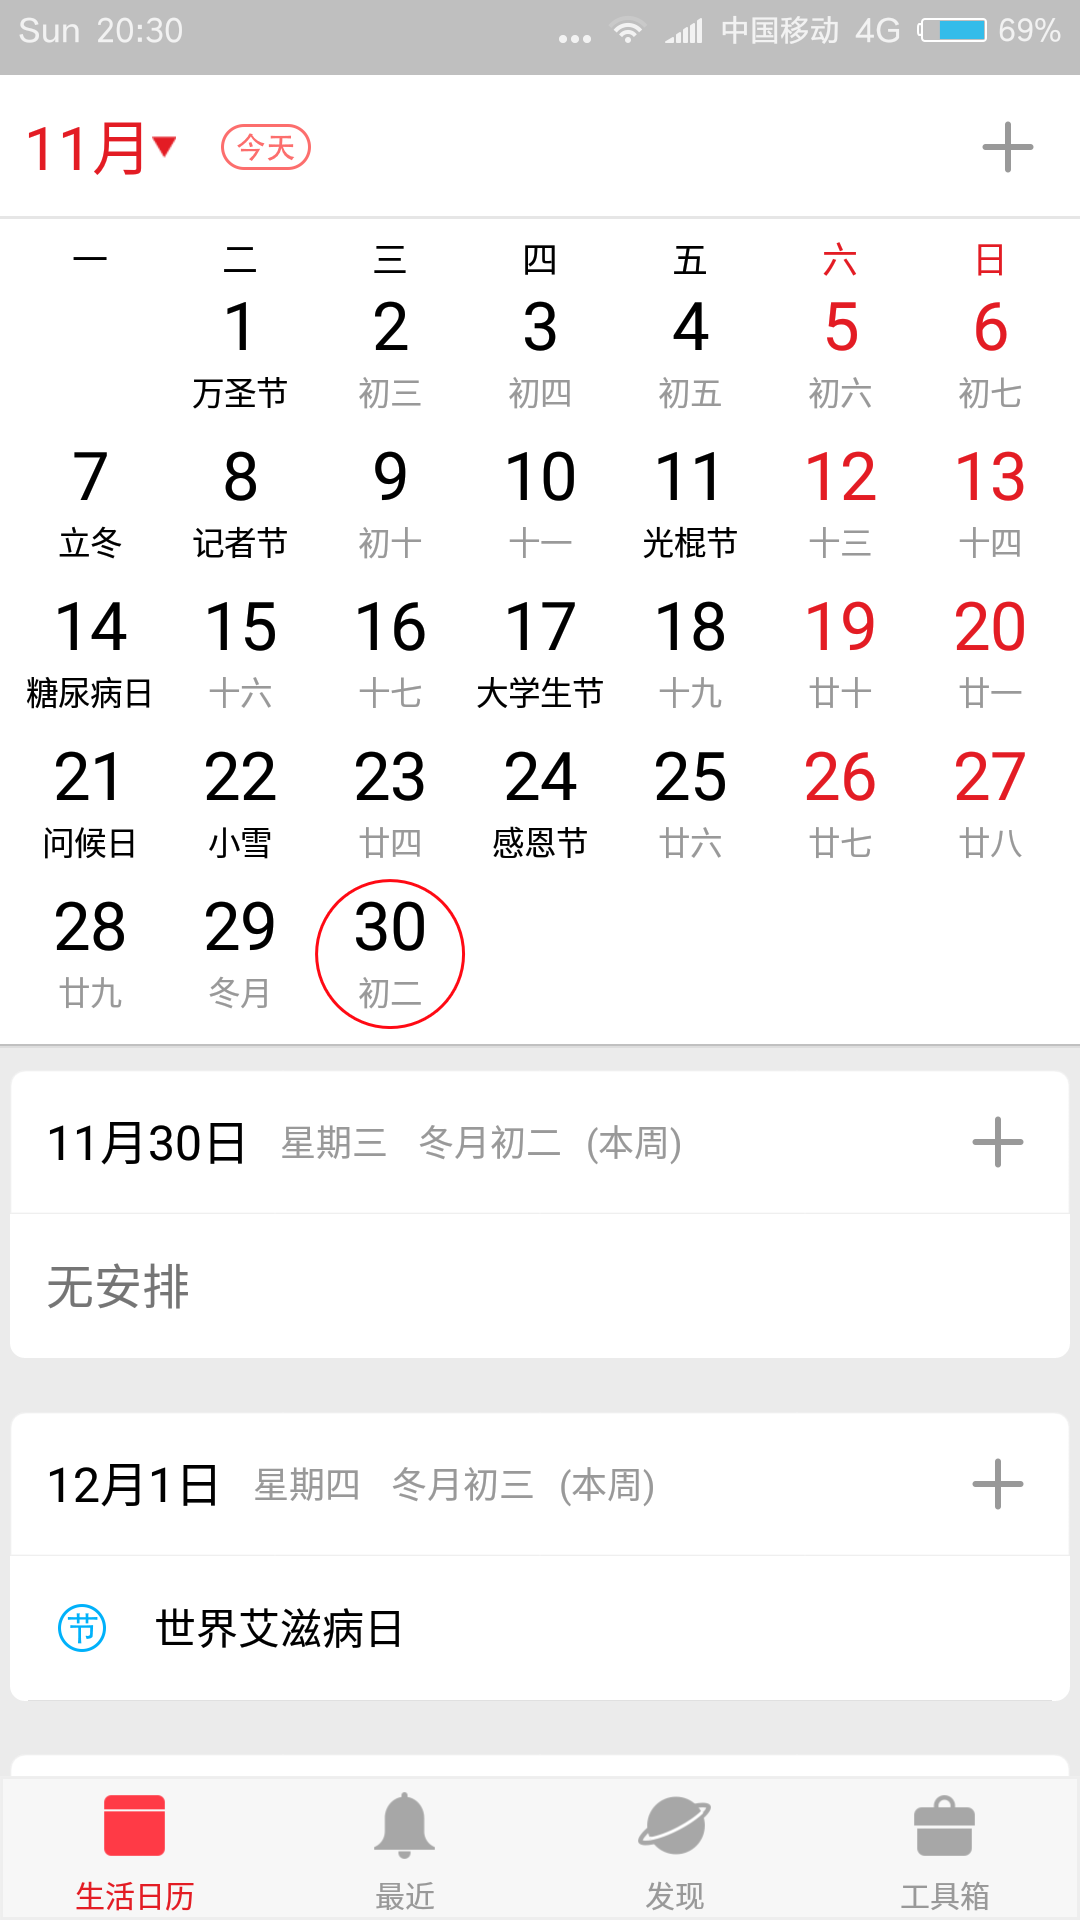 Sun 20:30 ... 中国移动 4G 69%
11月 今天
一 二 三 四 五 六 日
1 2 3 4 5 6
万圣节 初三 初四 初五 初六 初七
7 8 9 10 11 12 13
立冬 记者节 初十 十一 光棍节 十三 十四
14 15 16 17 18 19 20
糖尿病日 十六 十七 大学生节 十九 廿十 廿一
21 22 23 24 25 26 27
问候日 小雪 廿四 感恩节 廿六 廿七 廿八
28 29 30
廿九 冬月 初二
11月30日 星期三 冬月初二 (本周)
无安排
12月1日 星期四 冬月初三 (本周)
节 世界艾滋病日
生活日历 最近 发现 工具箱